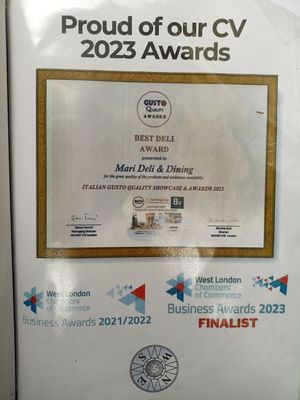 Proud of our CV
2023 Awards
GUSTO
QUALITY
AWARDS
BEST DELI
AWARD
presented to
Mari Deli & Dining
for the great quality of the products and ambiance amiability
ITALIAN GUSTO QUALITY SHOWCASE & AWARDS 2023
West London
Chambers
of Commerce
Business Awards 2021/2022
West London
Chambers
of Commerce
Business Awards 2023
FINALIST